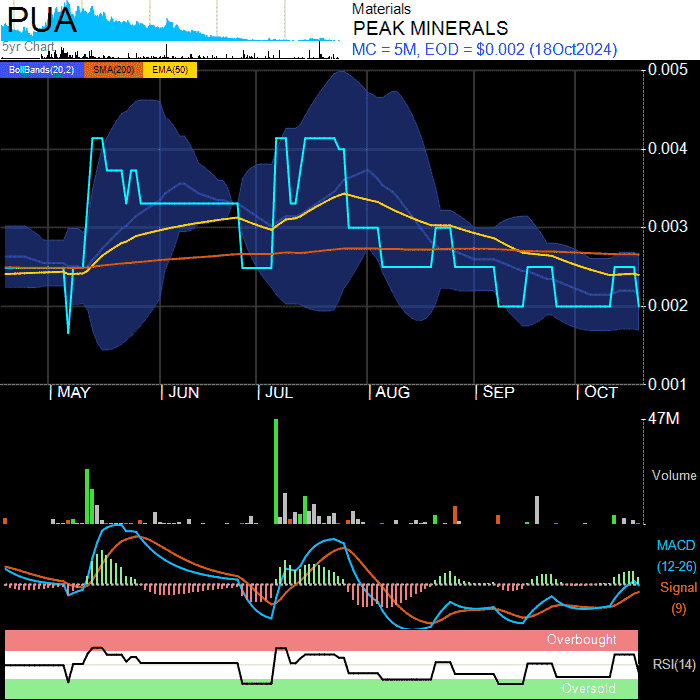 PUA
5yr Chart
Materials
PEAK MINERALS
MC = 5M, EOD = $0.002 (18Oct2024)
BollBands(20,2) SMA(200) EMA(50)
0.005
0.004
0.003
0.002
0.001
MAY JUN JUL AUG SEP OCT
47M
Volume
MACD
(12-26)
Signal
(9)
Overbought
RSI(14)
Oversold